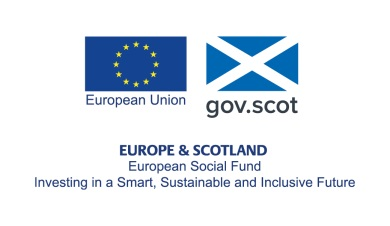 European Union
gov.scot
EUROPE & SCOTLAND
European Social Fund
Investing in a Smart, Sustainable and Inclusive Future